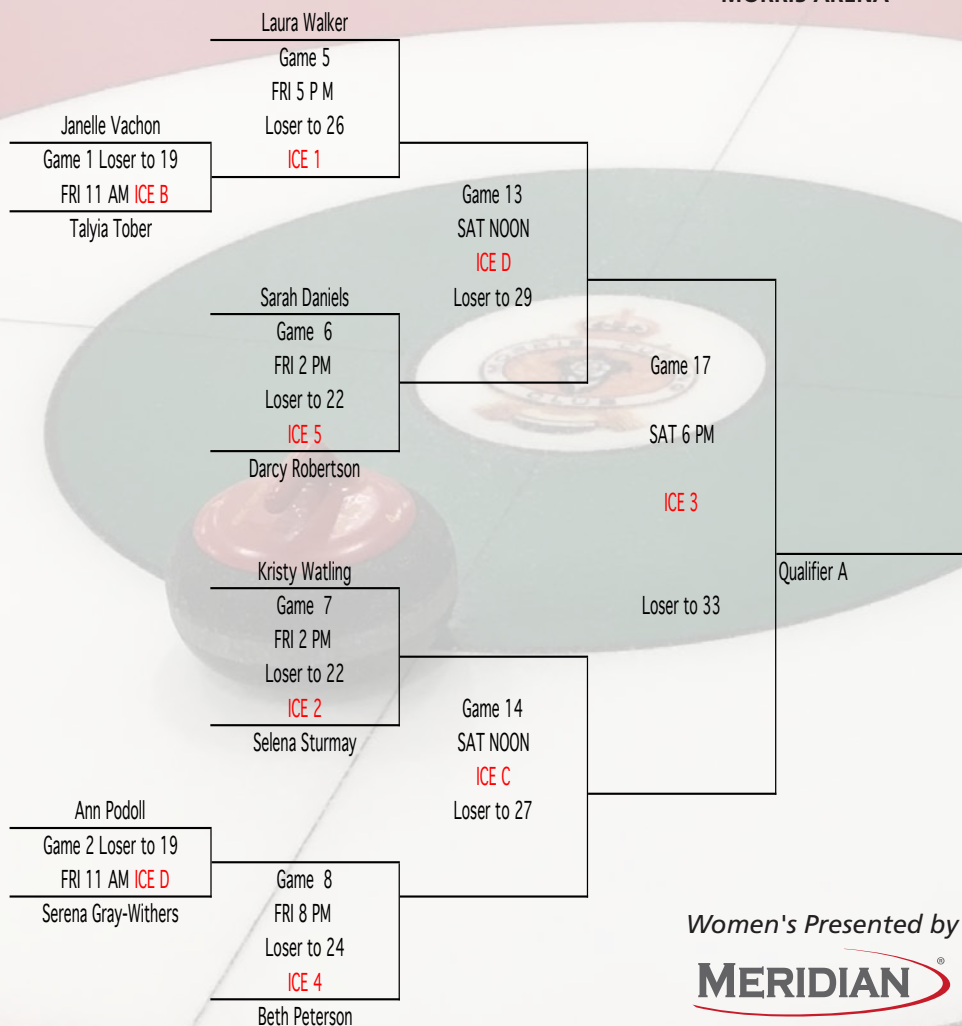 MORRIS ARENA
Laura Walker
Game 5
FRI 5 P M
Loser to 26
ICE 1
Janelle Vachon
Game 1 Loser to 19
FRI 11 AM ICE B
Talyia Tober
Game 13
SAT NOON
ICE D
Loser to 29
Sarah Daniels
Game 6
FRI 2 PM
Loser to 22
ICE 5
Darcy Robertson
Game 17
SAT 6 PM
ICE 3
Loser to 33
Qualifier A
Kristy Watling
Game 7
FRI 2 PM
Loser to 22
ICE 2
Selena Sturmay
Game 14
SAT NOON
ICE C
Loser to 27
Ann Podoll
Game 2 Loser to 19
FRI 11 AM ICE D
Serena Gray-Withers
Game 8
FRI 8 PM
Loser to 24
ICE 4
Beth Peterson
Women's Presented by
MERIDIAN®